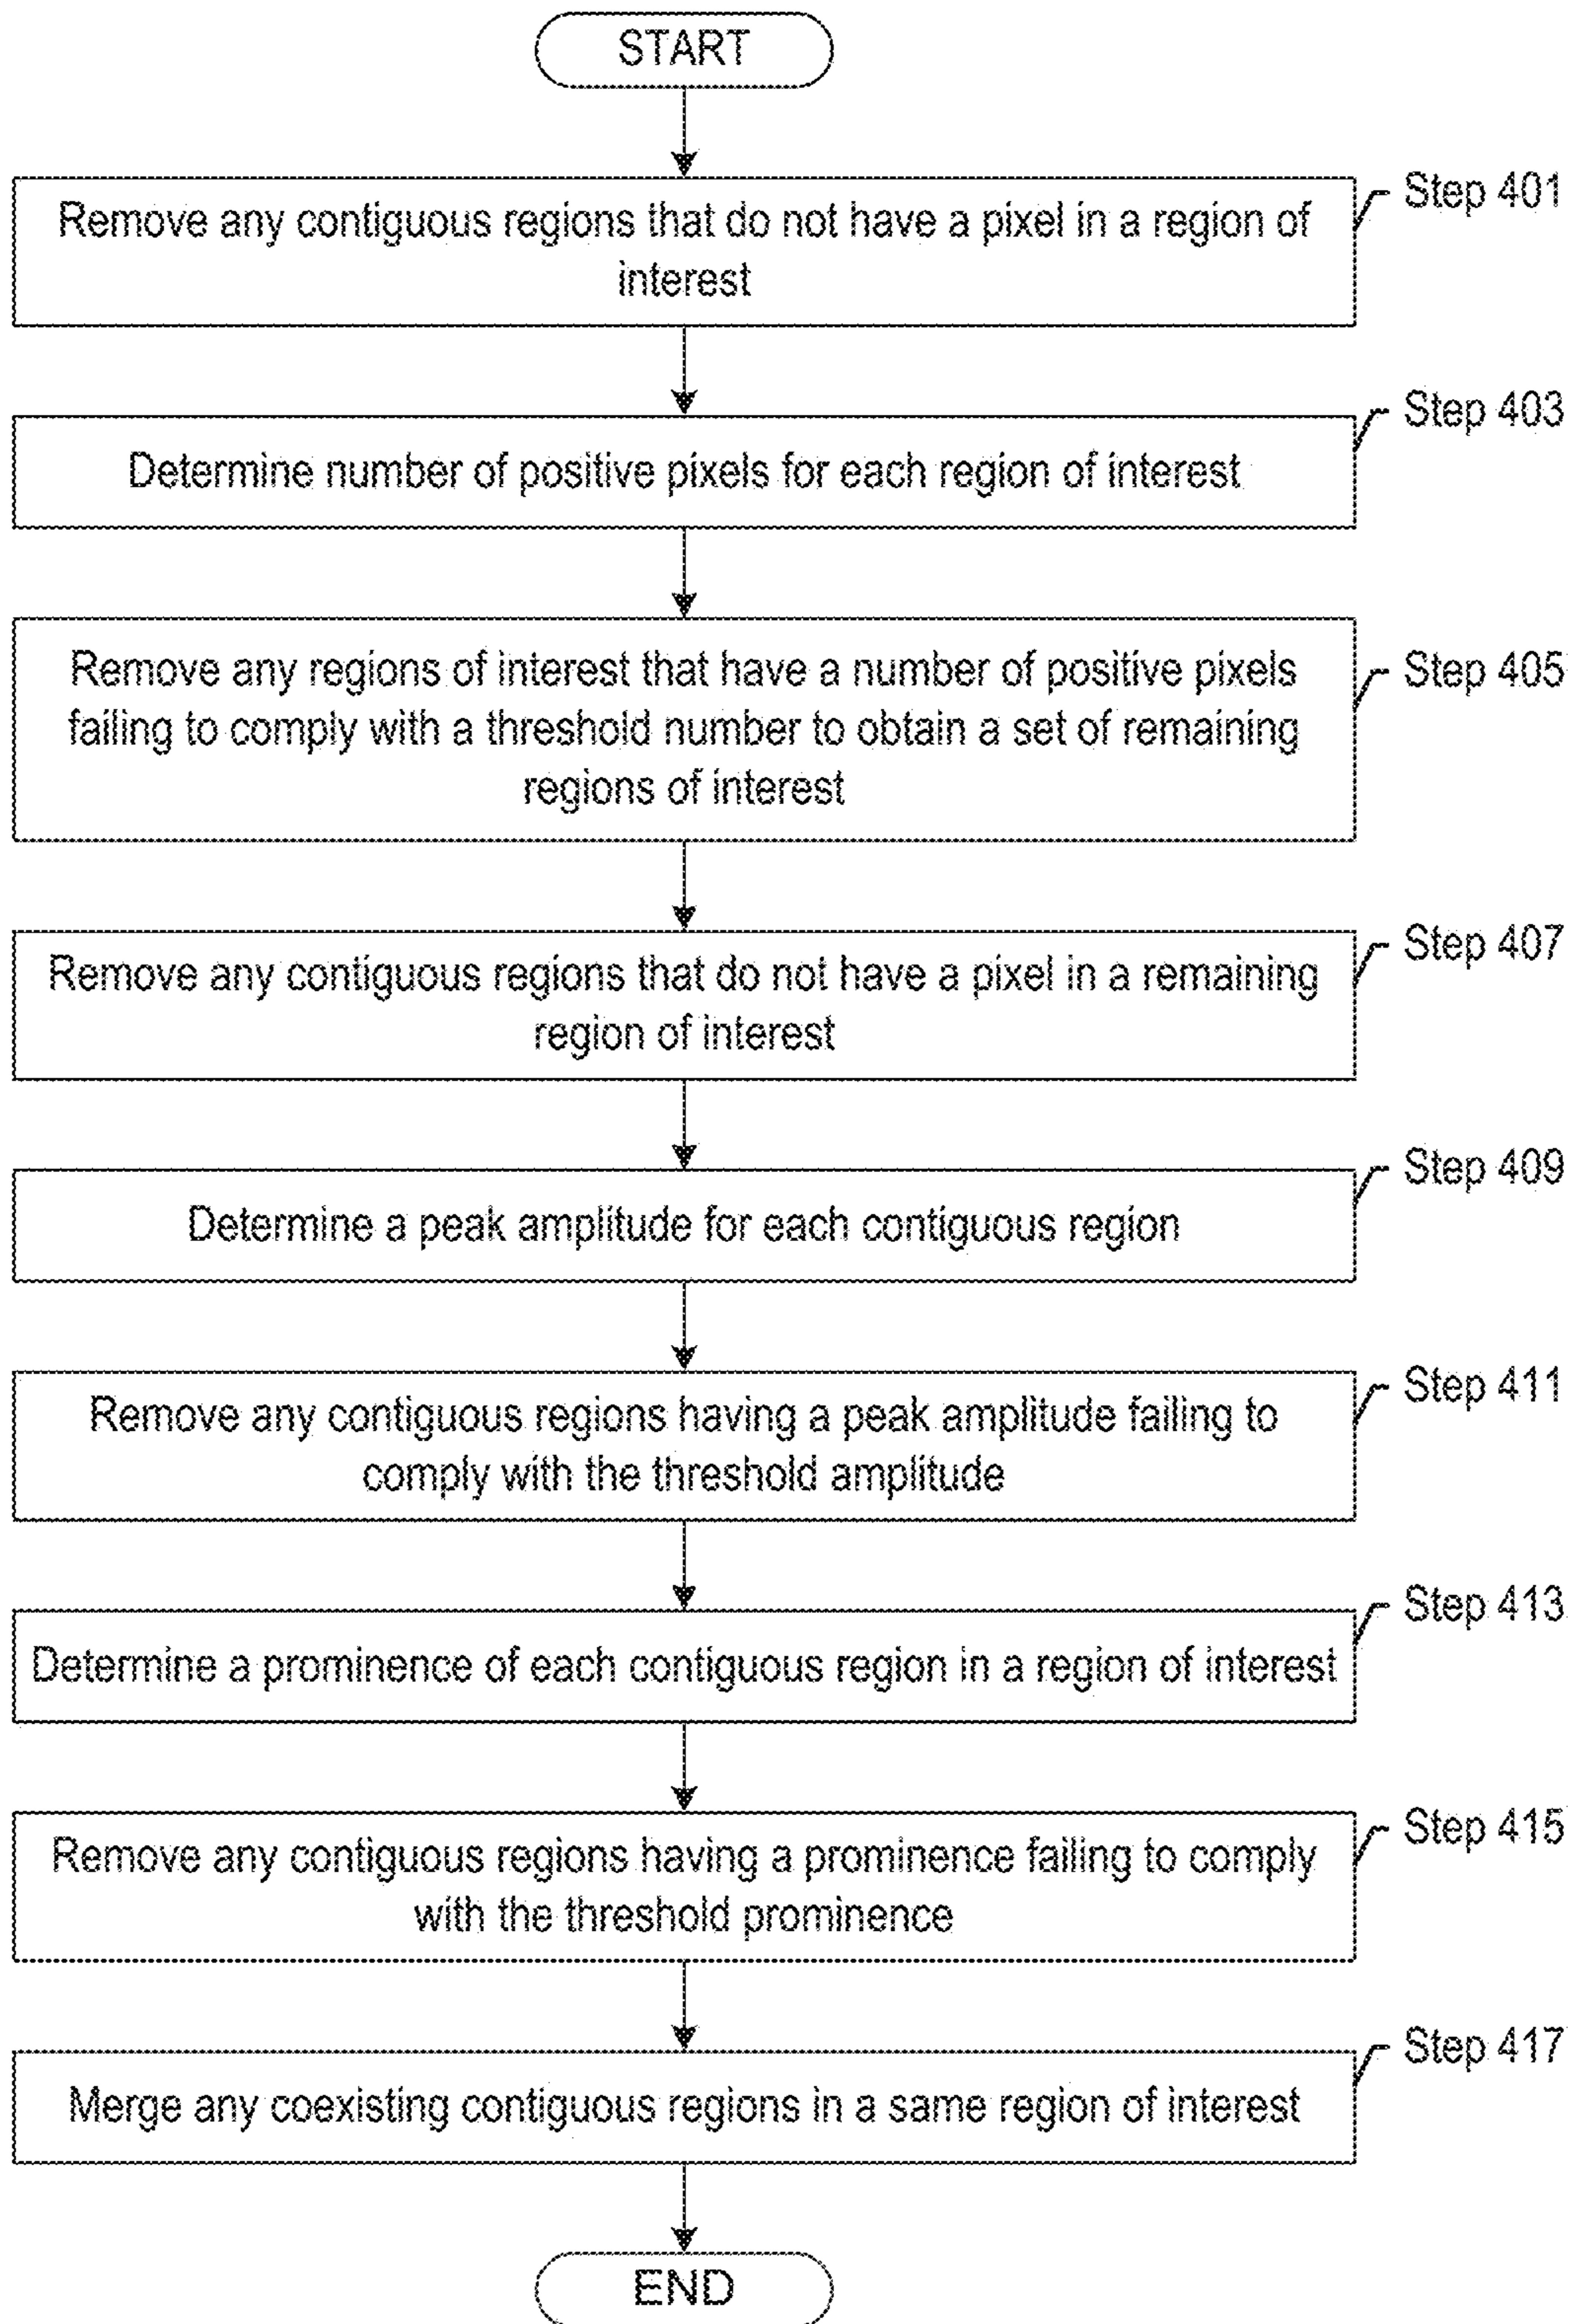 START
Step 401
Remove any contiguous regions that do not have a pixel in a region of
interest
Step 403
Determine number of positive pixels for each region of interest
Step 405
Remove any regions of interest that have a number of positive pixels
failing to comply with a threshold number to obtain a set of remaining
regions of interest
Step 407
Remove any contiguous regions that do not have a pixel in a remaining
region of interest
Step 409
Determine a peak amplitude for each contiguous region
Step 411
Remove any contiguous regions having a peak amplitude failing to
comply with the threshold amplitude
Step 413
Determine a prominence of each contiguous region in a region of interest
Step 415
Remove any contiguous regions having a prominence failing to comply
with the threshold prominence
Step 417
Merge any coexisting contiguous regions in a same region of interest
END